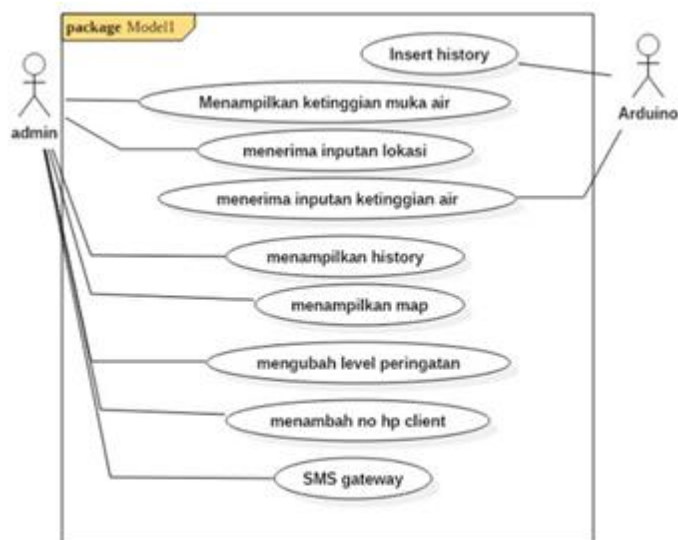 package Model1
Insert history
Menampilkan ketinggian muka air
admin
Arduino
menerima inputan lokasi
menerima inputan ketinggian air
menampilkan history
menampilkan map
mengubah level peringatan
menambah no hp client
SMS gateway